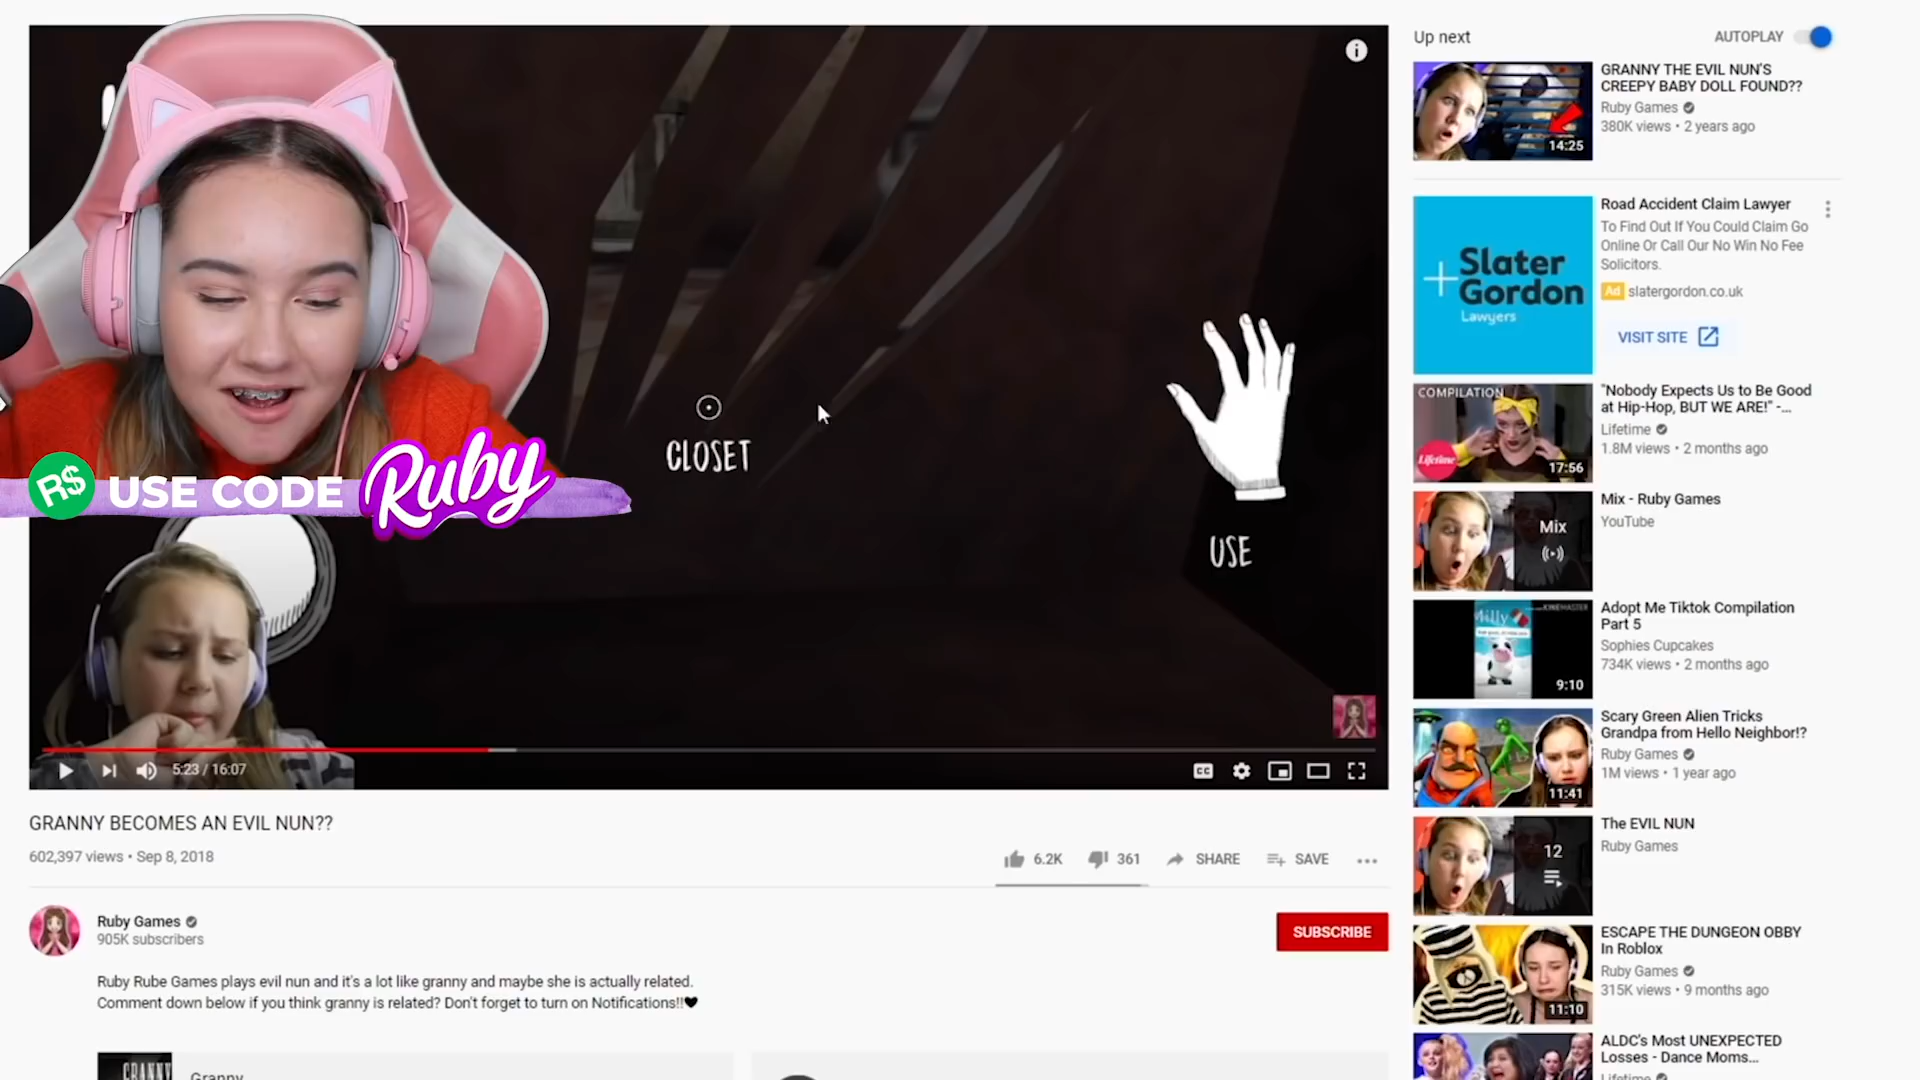 CLOSET
USE
R$ USE CODE Ruby
5:23 / 16:07
CC
GRANNY BECOMES AN EVIL NUN??
602,397 views • Sep 8, 2018
6.2K
361
SHARE
SAVE
Ruby Games
905K subscribers
SUBSCRIBE
Ruby Rube Games plays evil nun and it's a lot like granny and maybe she is actually related.
Comment down below if you think granny is related? Don't forget to turn on Notifications!!🖤
GRANNY
Granny
Up next
AUTOPLAY
14:25
GRANNY THE EVIL NUN'S
CREEPY BABY DOLL FOUND??
Ruby Games
380K views • 2 years ago
Slater
Gordon
Lawyers
Road Accident Claim Lawyer
To Find Out If You Could Claim Go
Online Or Call Our No Win No Fee
Solicitors.
Ad slatergordon.co.uk
VISIT SITE
COMPILATION
Lifetime
17:56
"Nobody Expects Us to Be Good
at Hip-Hop, BUT WE ARE!" -...
Lifetime
1.8M views • 2 months ago
Mix
Mix - Ruby Games
YouTube
KINEMASTER
Milly
9:10
Adopt Me Tiktok Compilation
Part 5
Sophies Cupcakes
734K views • 2 months ago
11:41
Scary Green Alien Tricks
Grandpa from Hello Neighbor!?
Ruby Games
1M views • 1 year ago
12
The EVIL NUN
Ruby Games
11:10
ESCAPE THE DUNGEON OBBY
In Roblox
Ruby Games
315K views • 9 months ago
ALDC's Most UNEXPECTED
Losses - Dance Moms...
Lifetime